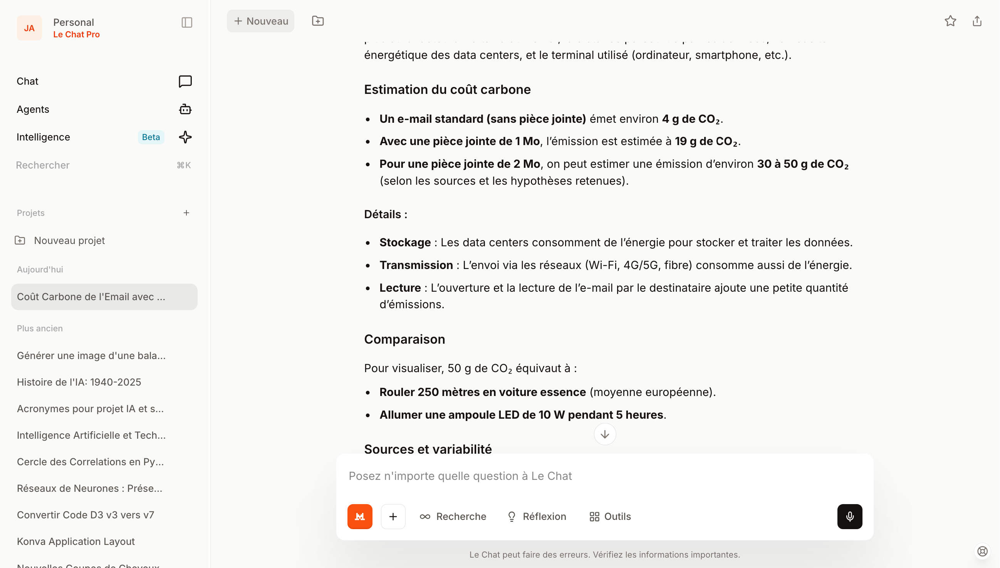 JA
Personal
Le Chat Pro
Chat
Agents
Intelligence
Beta
Rechercher
⌘K
Projets
Nouveau projet
Aujourd'hui
Coût Carbone de l'Email avec ...
Plus ancien
Générer une image d'une bala...
Histoire de l'IA: 1940-2025
Acronymes pour projet IA et s...
Intelligence Artificielle et Tech...
Cercle des Correlations en Py...
Réseaux de Neurones : Prése...
Convertir Code D3 v3 vers v7
Konva Application Layout
Nouvelles Coupes de Cheveux
Nouveau
énergétique des data centers, et le terminal utilisé (ordinateur, smartphone, etc.).
Estimation du coût carbone
• Un e-mail standard (sans pièce jointe) émet environ 4 g de CO₂.
• Avec une pièce jointe de 1 Mo, l’émission est estimée à 19 g de CO₂.
• Pour une pièce jointe de 2 Mo, on peut estimer une émission d’environ 30 à 50 g de CO₂
(selon les sources et les hypothèses retenues).
Détails :
• Stockage : Les data centers consomment de l’énergie pour stocker et traiter les données.
• Transmission : L’envoi via les réseaux (Wi-Fi, 4G/5G, fibre) consomme aussi de l’énergie.
• Lecture : L’ouverture et la lecture de l’e-mail par le destinataire ajoute une petite quantité
d’émissions.
Comparaison
Pour visualiser, 50 g de CO₂ équivaut à :
• Rouler 250 mètres en voiture essence (moyenne européenne).
• Allumer une ampoule LED de 10 W pendant 5 heures.
Sources et variabilité
Posez n'importe quelle question à Le Chat
Recherche
Réflexion
Outils
Le Chat peut faire des erreurs. Vérifiez les informations importantes.